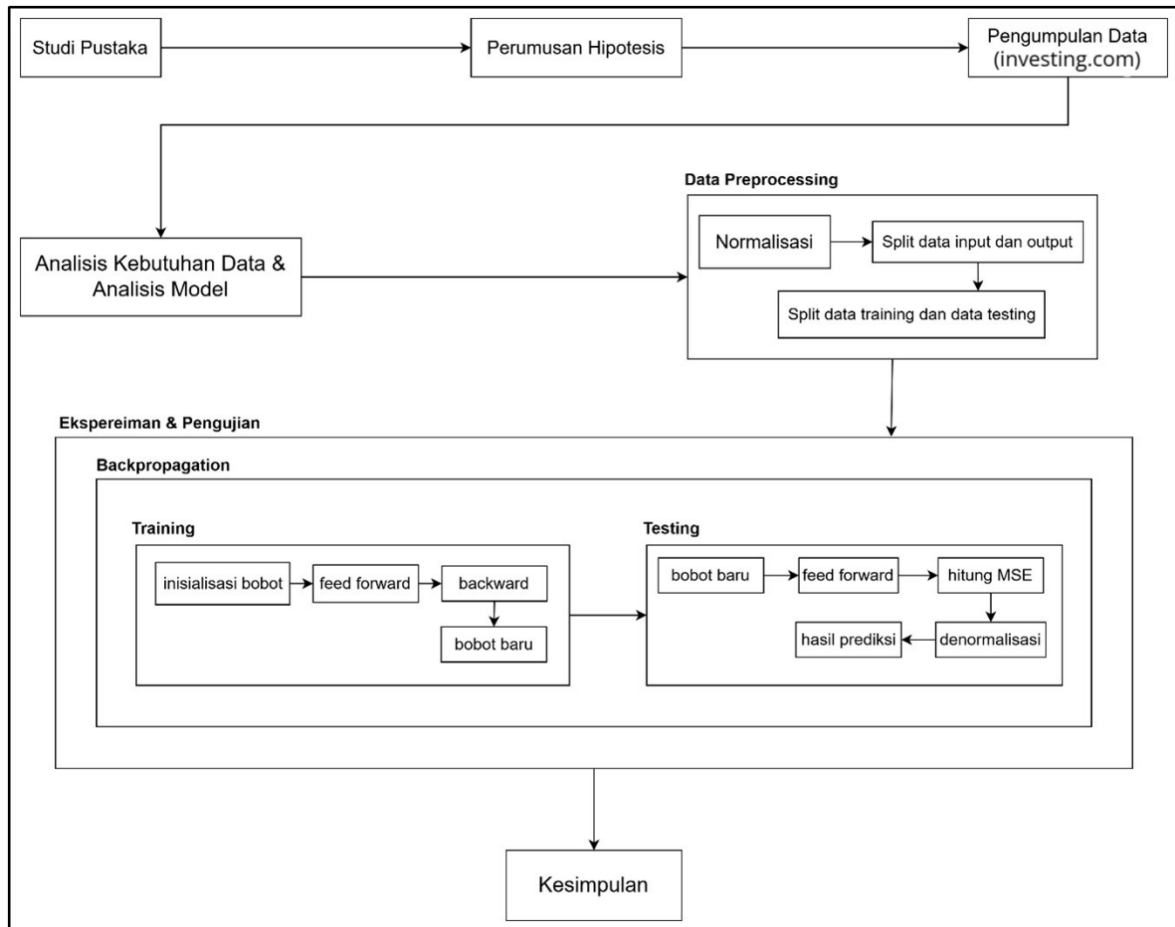 Studi Pustaka
Perumusan Hipotesis
Pengumpulan Data
(investing.com)
Analisis Kebutuhan Data &
Analisis Model
Data Preprocessing
Normalisasi
Split data input dan output
Split data training dan data testing
Ekspereiman & Pengujian
Backpropagation
Training
inisialisasi bobot
feed forward
backward
bobot baru
Testing
bobot baru
feed forward
hitung MSE
denormalisasi
hasil prediksi
Kesimpulan